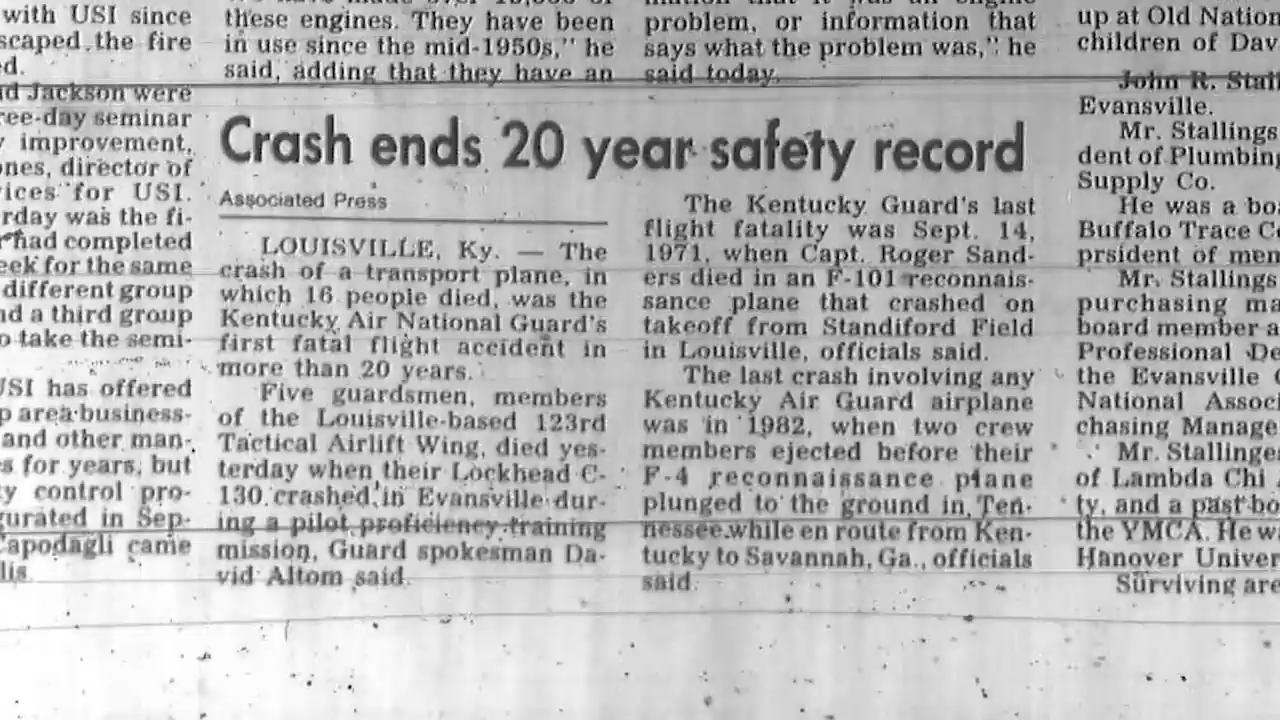 with USI since
scaped the fire
ed.
nd Jackson were
ree-day seminar
y improvement,
ones, director of
vices for USI.
rday was the fi-
had completed
eek for the same
different group
nd a third group
o take the semi-
USI has offered
p area business-
and other man-
s for years, but
ty control pro-
gurated in Sep-
Capodagli came
lis
these engines. They have been
in use since the mid-1950s," he
said, adding that they have an
problem, or information that
says what the problem was," he
said today.
Crash ends 20 year safety record
Associated Press
LOUISVILLE, Ky. — The
crash of a transport plane, in
which 16 people died, was the
Kentucky Air National Guard's
first fatal flight accident in
more than 20 years.
Five guardsmen, members
of the Louisville-based 123rd
Tactical Airlift Wing, died yes-
terday when their Lockhead C-
130 crashed in Evansville dur-
ing a pilot proficiency training
mission, Guard spokesman Da-
vid Altom said.
The Kentucky Guard's last
flight fatality was Sept. 14,
1971, when Capt. Roger Sand-
ers died in an F-101 reconnais-
sance plane that crashed on
takeoff from Standiford Field
in Louisville, officials said.
The last crash involving any
Kentucky Air Guard airplane
was in 1982, when two crew
members ejected before their
F-4 reconnaissance plane
plunged to the ground in Ten-
nessee while en route from Ken-
tucky to Savannah, Ga., officials
said.
up at Old Nation
children of Dav
John R. Stall
Evansville.
Mr. Stallings
dent of Plumbing
Supply Co.
He was a boa
Buffalo Trace Co
prsident of mem
Mr. Stallings
purchasing ma
board member a
Professional De
the Evansville C
National Associ
chasing Manage
Mr. Stallings
of Lambda Chi A
ty, and a past bo
the YMCA. He wa
Hanover Univer
Surviving are